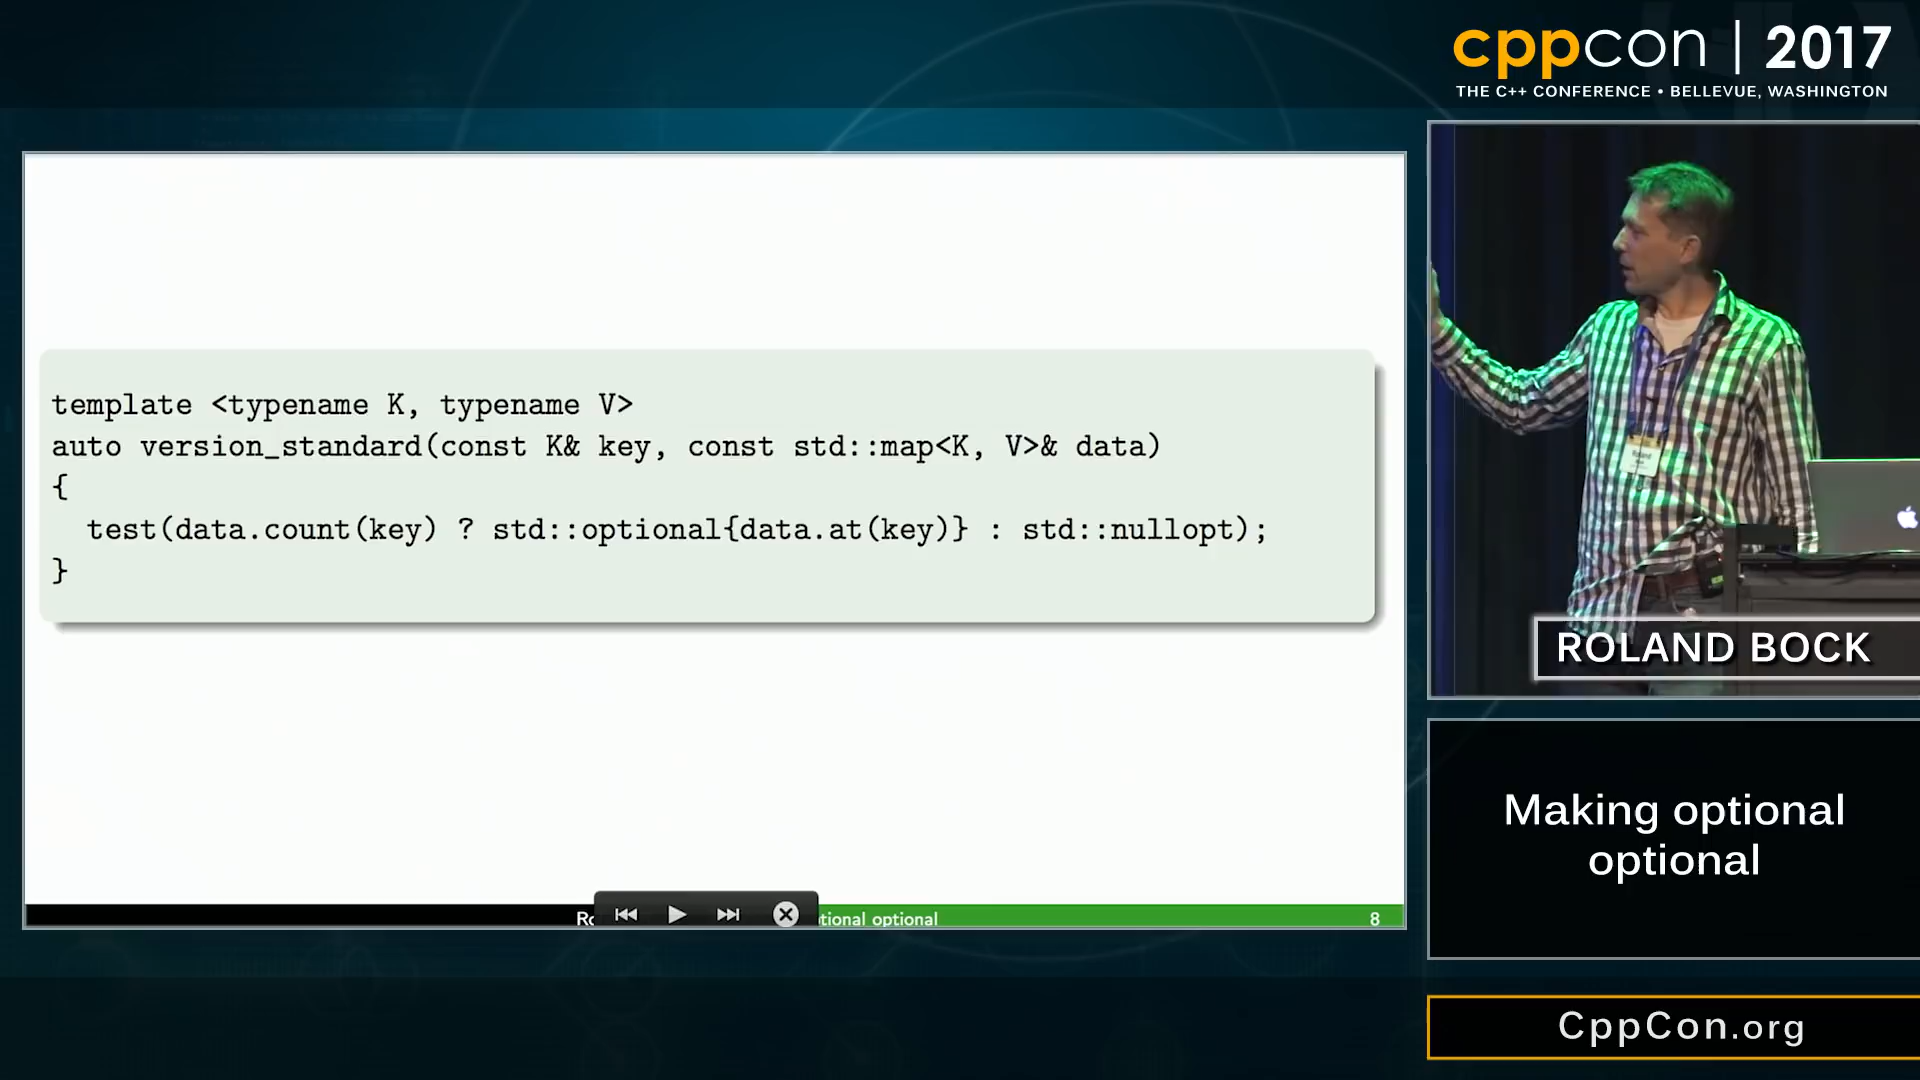 cppcon | 2017
THE C++ CONFERENCE • BELLEVUE, WASHINGTON
template <typename K, typename V>
auto version_standard(const K& key, const std::map<K, V>& data)
{
test(data.count(key) ? std::optional{data.at(key)} : std::nullopt);
}
tional optional
8
Roland
ROLAND BOCK
Making optional
optional
CppCon.org